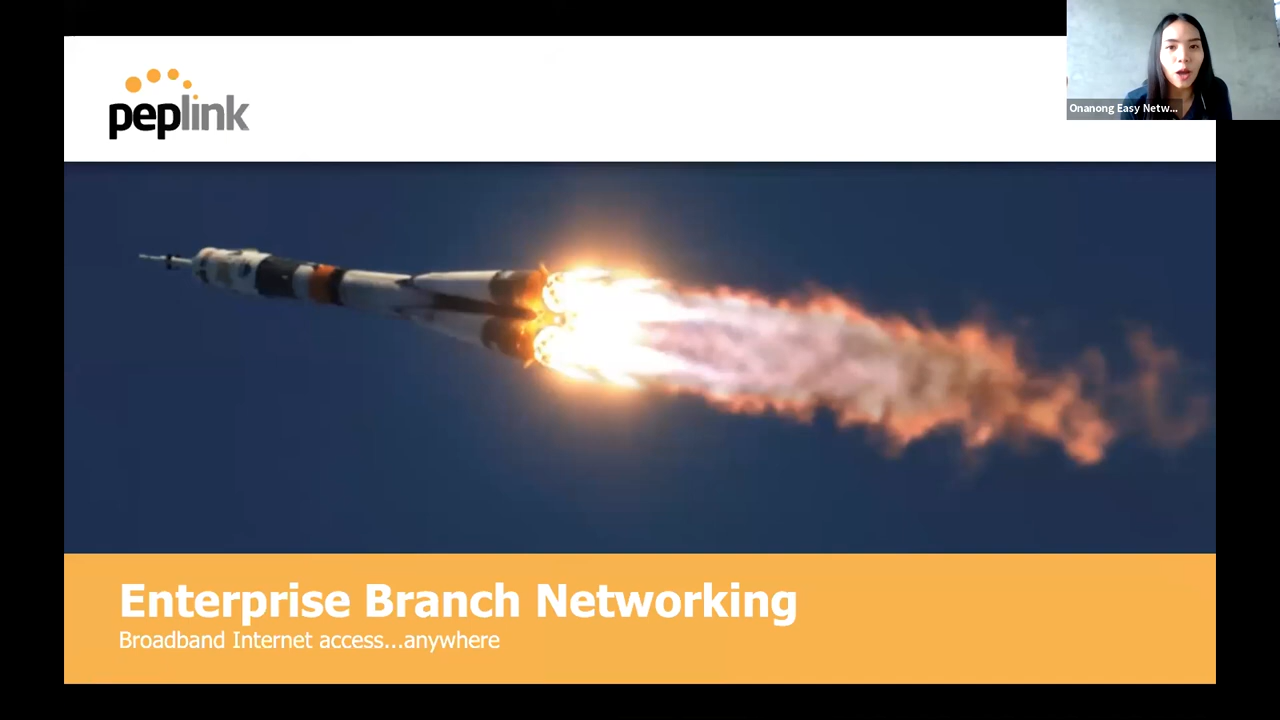 peplink
Onanong Easy Netw...
Enterprise Branch Networking
Broadband Internet access...anywhere